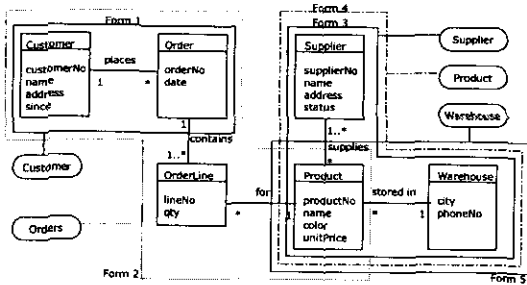 Form 1
Form 4
Form 3
Customer
customerNo
name
address
since
places
1
*
Order
orderNo
date
Supplier
supplierNo
name
address
status
Supplier
Product
Warehouse
1
contains
1..*
1..*
supplies
*
Customer
Orders
OrderLine
lineNo
qty
for
*
1
Product
productNo
name
color
unitPrice
stored in
*
1
Warehouse
city
phoneNo
Form 2
Form 5